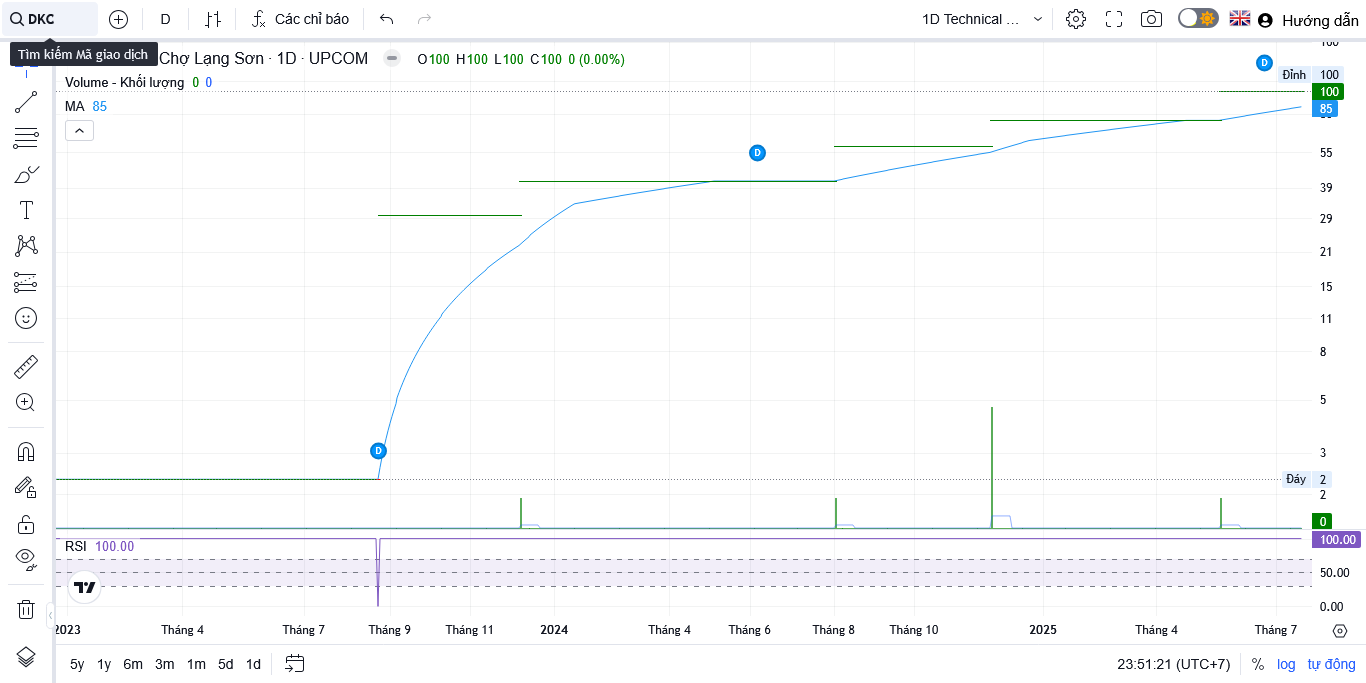 DKC
D
Các chỉ báo
1D Technical ...
Hướng dẫn
Tìm kiếm Mã giao dịch
Chợ Lạng Sơn · 1D · UPCOM
O100 H100 L100 C100 0 (0.00%)
Volume - Khối lượng 0 0
MA 85
D
Đỉnh 100
100
85
55
D
39
29
21
15
11
8
5
D
3
Đáy 2
2
0
RSI 100.00
100.00
50.00
0.00
2023 Tháng 4 Tháng 7 Tháng 9 Tháng 11 2024 Tháng 4 Tháng 6 Tháng 8 Tháng 10 2025 Tháng 4 Tháng 7
5y 1y 6m 3m 1m 5d 1d
23:51:21 (UTC+7) % log tự động